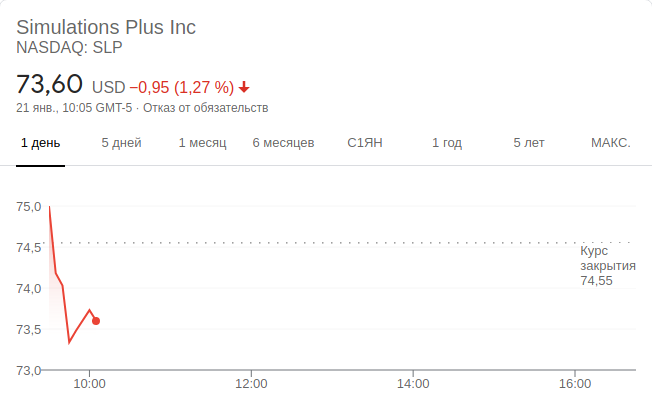 Simulations Plus Inc
NASDAQ: SLP
73,60 USD −0,95 (1,27 %)
21 янв., 10:05 GMT-5 · Отказ от обязательств
1 день 5 дней 1 месяц 6 месяцев С1ЯН 1 год 5 лет МАКС.
75,0
74,5
Курс
закрытия
74,55
74,0
73,5
73,0
10:00 12:00 14:00 16:00